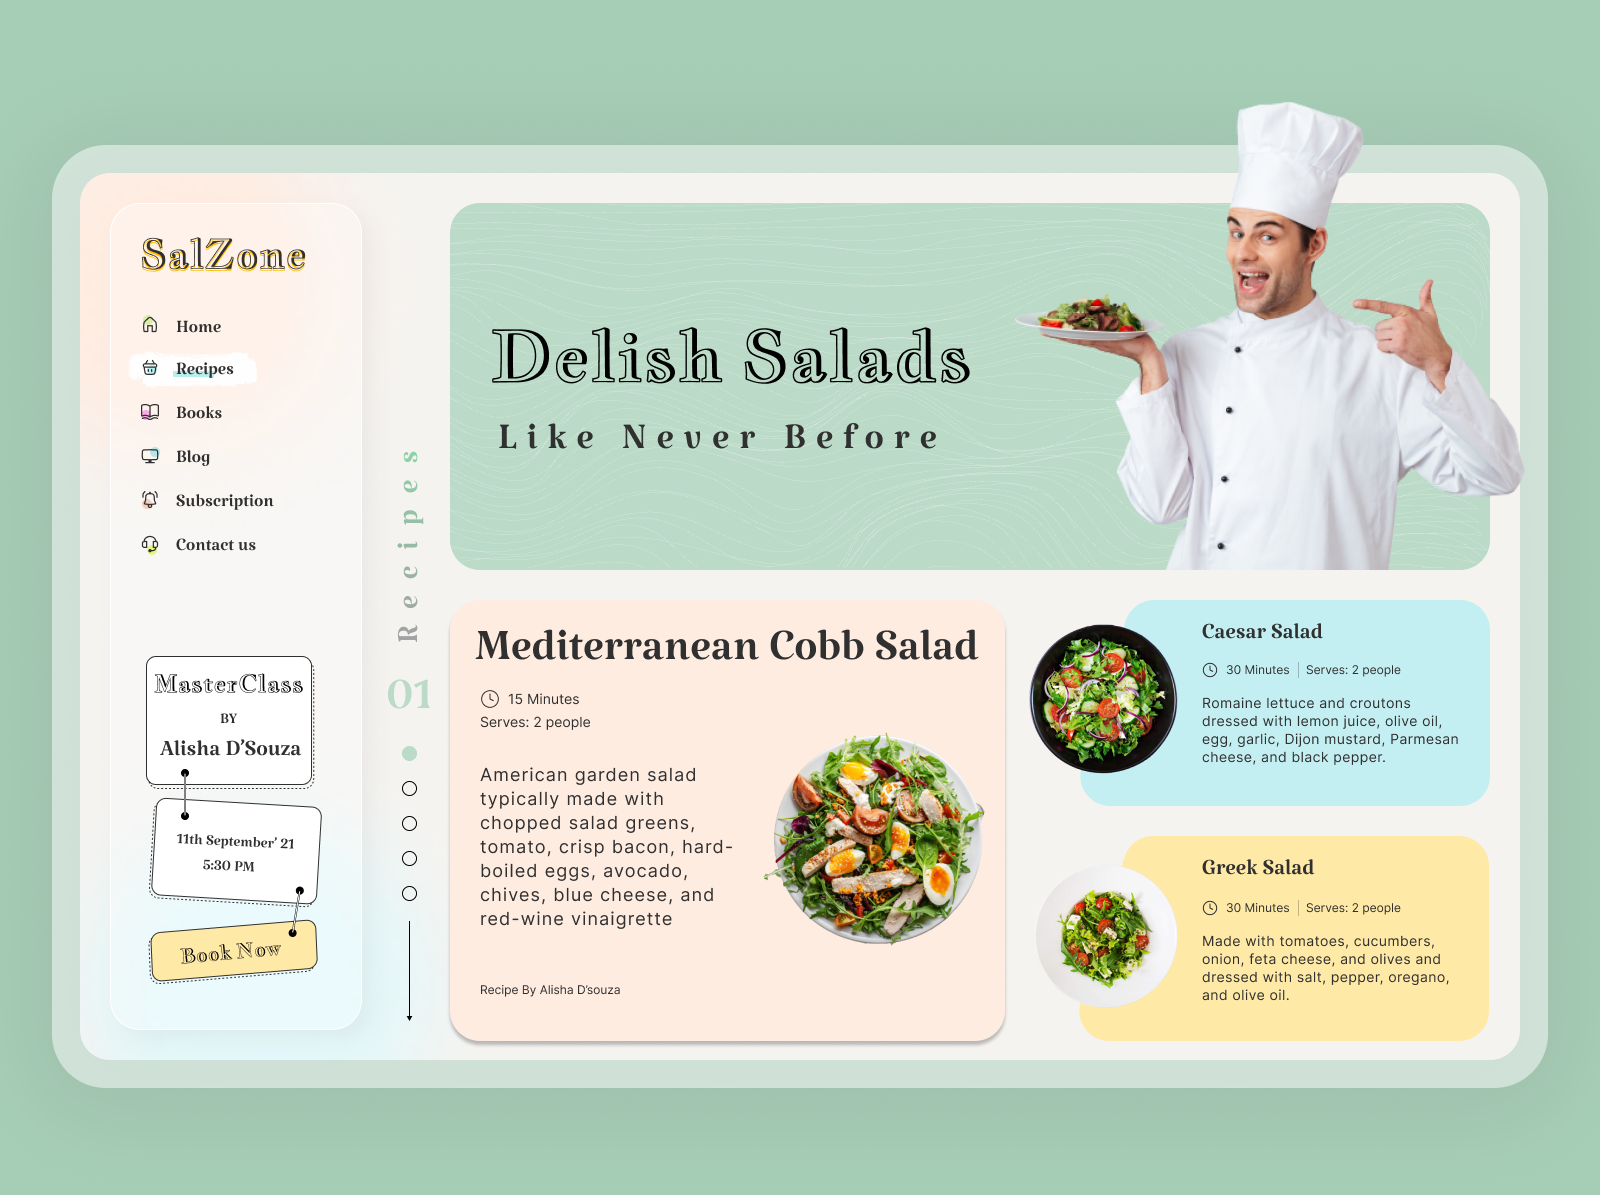 SalZone
Home
Recipes
Books
Blog
Subscription
Contact us
MasterClass
BY
Alisha D’Souza
11th September’ 21
5:30 PM
Book Now
Recipes
01
Delish Salads
Like Never Before
Mediterranean Cobb Salad
15 Minutes
Serves: 2 people
American garden salad
typically made with
chopped salad greens,
tomato, crisp bacon, hard-
boiled eggs, avocado,
chives, blue cheese, and
red-wine vinaigrette
Recipe By Alisha D’souza
Caesar Salad
30 Minutes | Serves: 2 people
Romaine lettuce and croutons
dressed with lemon juice, olive oil,
egg, garlic, Dijon mustard, Parmesan
cheese, and black pepper.
Greek Salad
30 Minutes | Serves: 2 people
Made with tomatoes, cucumbers,
onion, feta cheese, and olives and
dressed with salt, pepper, oregano,
and olive oil.